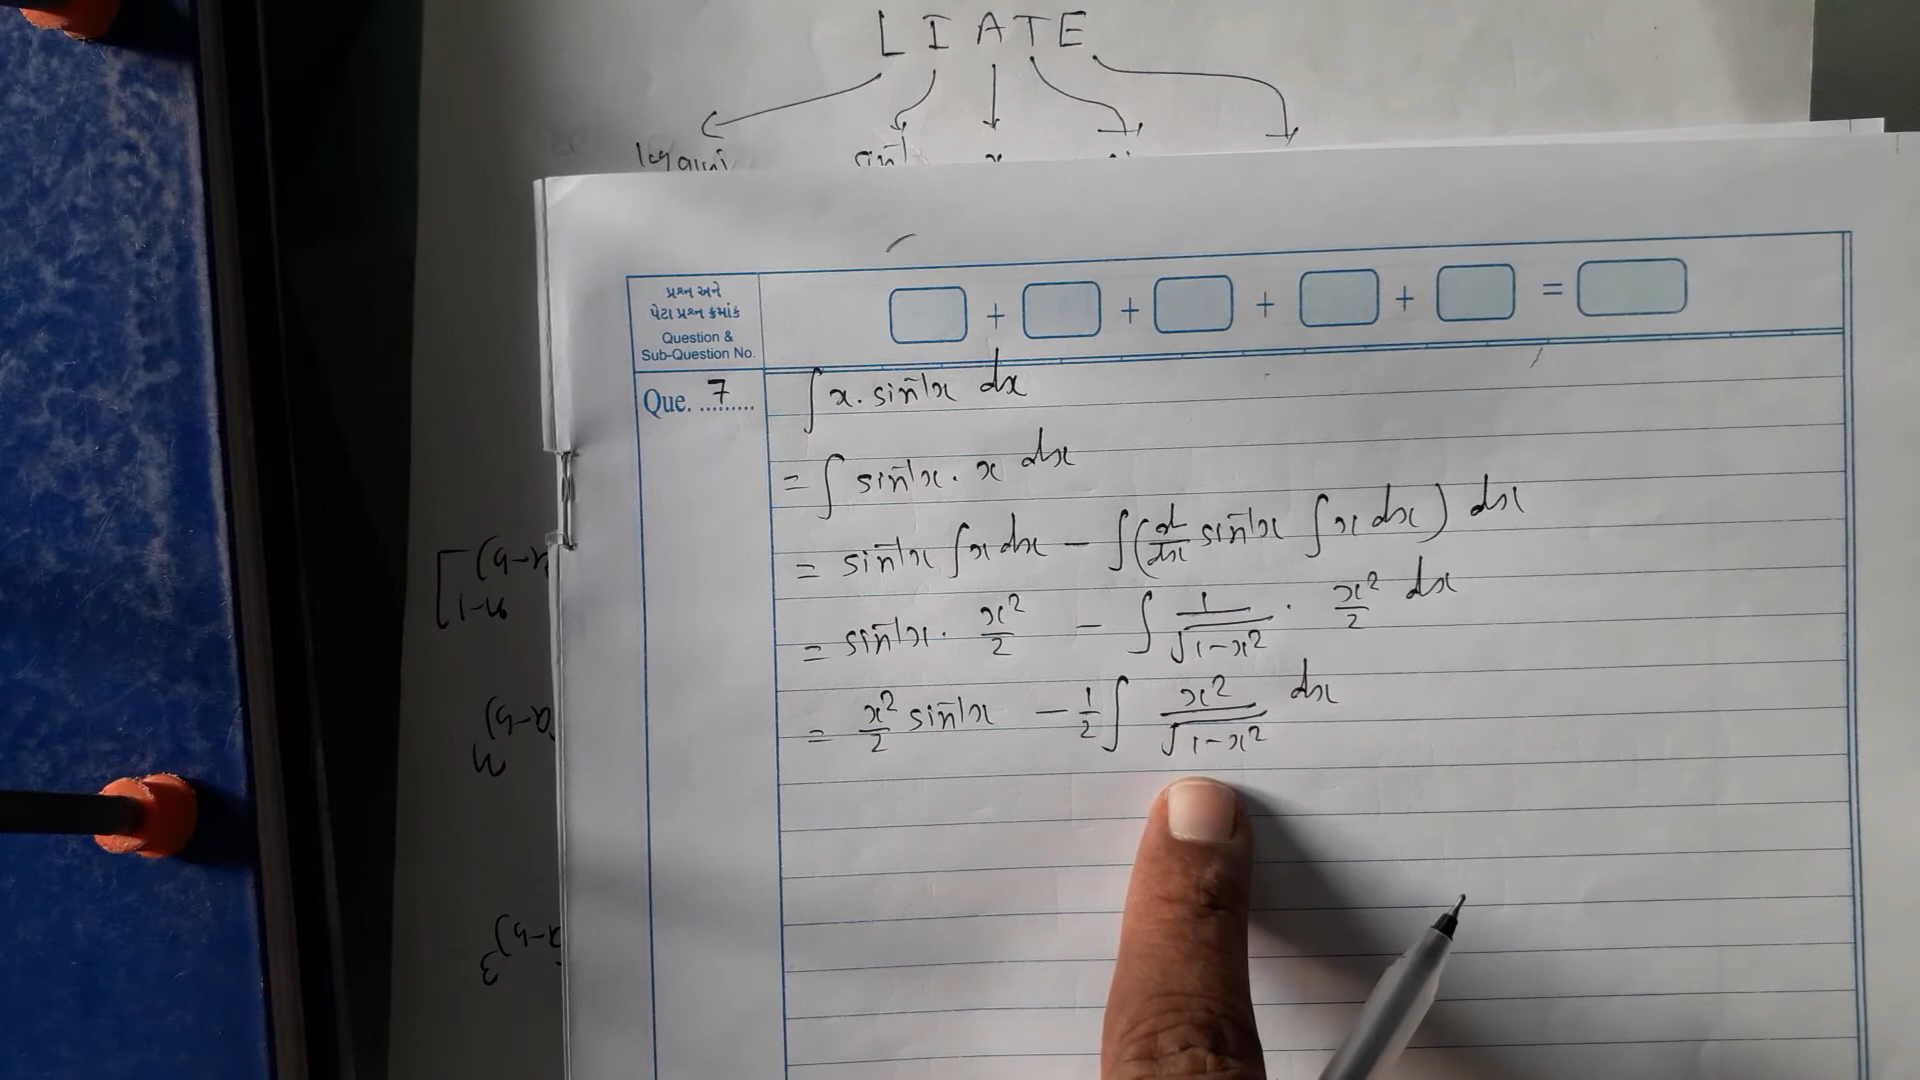 L I A T E
sin⁻¹ x
પ્રશ્ન અને
પેટા પ્રશ્ન ક્રમાંક
Question &
Sub-Question No.
+ + + + =
Que. 7 ∫ x. sin⁻¹x dx
= ∫ sin⁻¹x. x dx
= sin⁻¹x ∫x dx − ∫(d/dx sin⁻¹x ∫x dx) dx
= sin⁻¹x. x²/2 − ∫ 1/√(1−x²) · x²/2 dx
= x²/2 sin⁻¹x − 1/2 ∫ x²/√(1−x²) dx